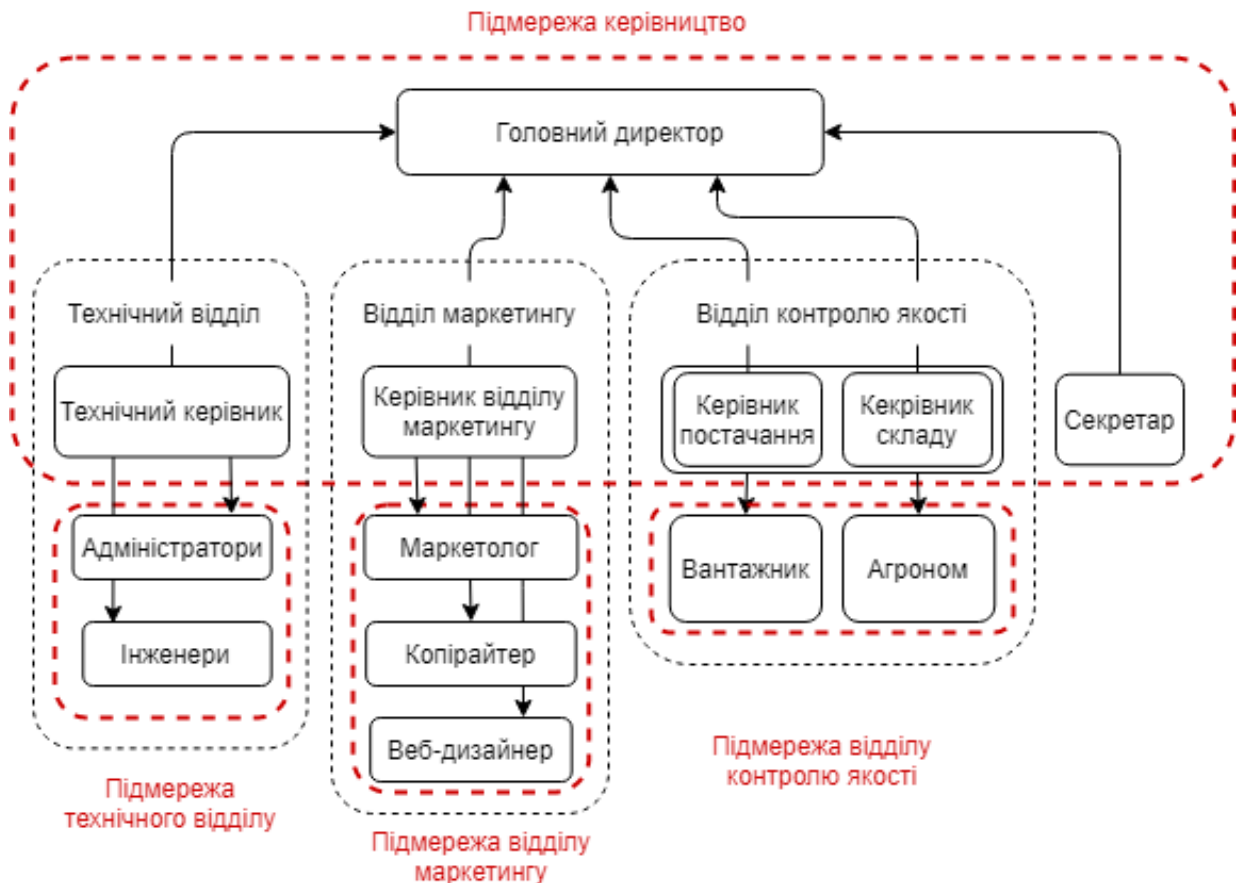 Підмережа керівництво
Головний директор
Технічний відділ
Відділ маркетингу
Відділ контролю якості
Технічний керівник
Керівник відділу
маркетингу
Керівник
постачання
Кекрівник
складу
Секретар
Адміністратори
Маркетолог
Вантажник
Агроном
Інженери
Копірайтер
Веб-дизайнер
Підмережа відділу
контролю якості
Підмережа
технічного відділу
Підмережа відділу
маркетингу